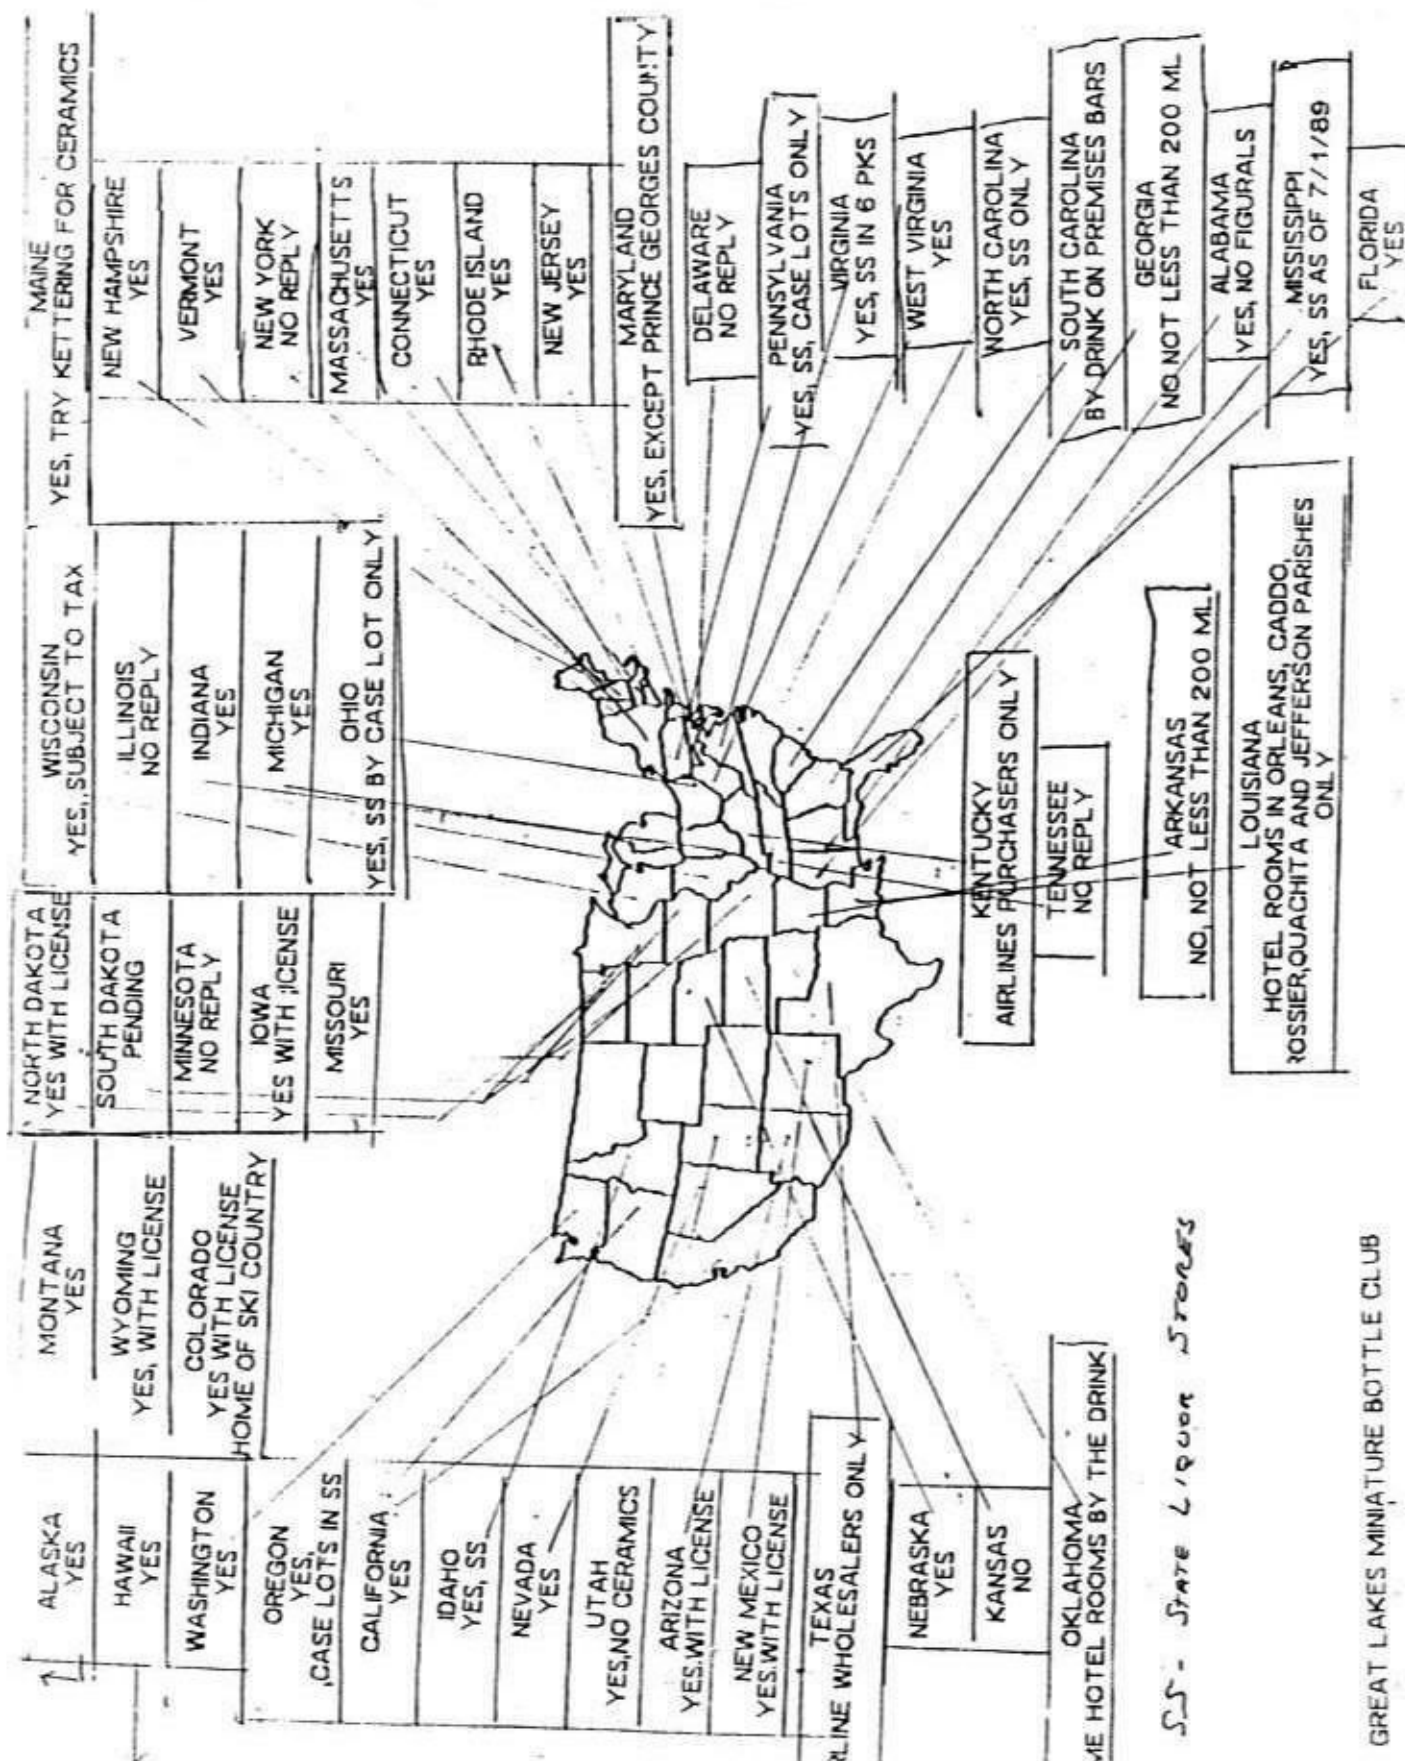 ALASKA
YES
HAWAII
YES
WASHINGTON
YES
OREGON
YES,
CASE LOTS IN SS
CALIFORNIA
YES
IDAHO
YES, SS
NEVADA
YES
UTAH
YES, NO CERAMICS
ARIZONA
YES. WITH LICENSE
NEW MEXICO
YES. WITH LICENSE
TEXAS
RLINE WHOLESALERS ONLY
NEBRASKA
YES
KANSAS
NO
OKLAHOMA
ME HOTEL ROOMS BY THE DRINK
MONTANA
YES
WYOMING
YES, WITH LICENSE
COLORADO
YES WITH LICENSE
HOME OF SKI COUNTRY
NORTH DAKOTA
YES WITH LICENSE
SOUTH DAKOTA
PENDING
MINNESOTA
NO REPLY
IOWA
YES WITH ;ICENSE
MISSOURI
YES
WISCONSIN
YES, SUBJECT TO TAX
ILLINOIS
NO REPLY
INDIANA
YES
MICHIGAN
YES
OHIO
YES, SS BY CASE LOT ONLY
MAINE
YES, TRY KETTERING FOR CERAMICS
NEW HAMPSHIRE
YES
VERMONT
YES
NEW YORK
NO REPLY
MASSACHUSETTS
YES
CONNECTICUT
YES
RHODE ISLAND
YES
NEW JERSEY
YES
MARYLAND
YES, EXCEPT PRINCE GEORGES COUNTY
DELAWARE
NO REPLY
PENNSYLVANIA
YES, SS, CASE LOTS ONLY
VIRGINIA
YES, SS IN 6 PKS
WEST VIRGINIA
YES
NORTH CAROLINA
YES, SS ONLY
SOUTH CAROLINA
BY DRINK ON PREMISES BARS
GEORGIA
NO, NOT LESS THAN 200 ML
ALABAMA
YES, NO FIGURALS
MISSISSIPPI
YES, SS AS OF 7/1/89
FLORIDA
YES
KENTUCKY
AIRLINES PURCHASERS ONLY
TENNESSEE
NO REPLY
ARKANSAS
NO, NOT LESS THAN 200 ML
LOUISIANA
HOTEL ROOMS IN ORLEANS, CADDO,
ROSSIER, QUACHITA AND JEFFERSON PARISHES
ONLY
SS - STATE LIQUOR STORES
GREAT LAKES MINIATURE BOTTLE CLUB